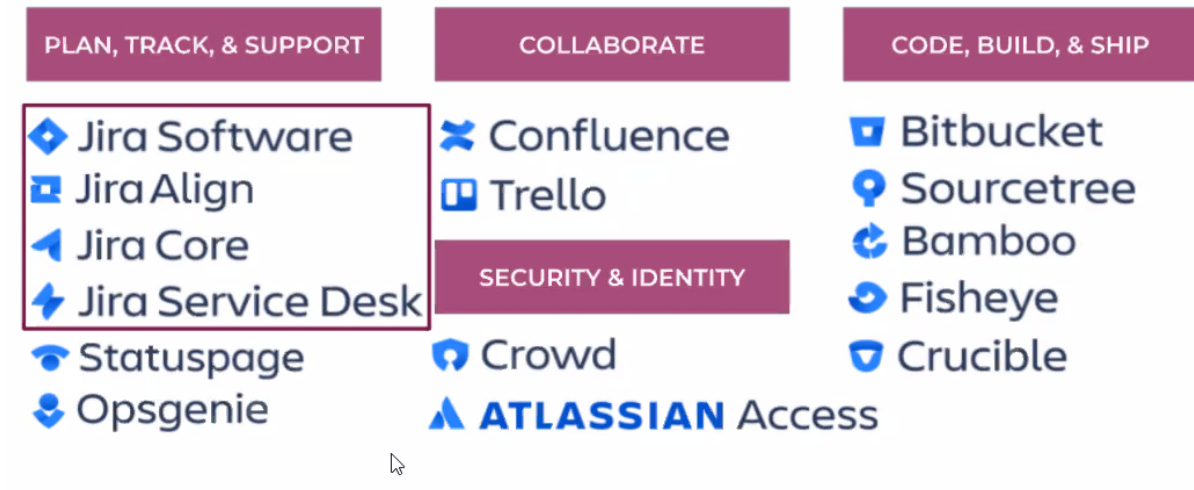 PLAN, TRACK, & SUPPORT
Jira Software
Jira Align
Jira Core
Jira Service Desk
Statuspage
Opsgenie
COLLABORATE
Confluence
Trello
SECURITY & IDENTITY
Crowd
ATLASSIAN Access
CODE, BUILD, & SHIP
Bitbucket
Sourcetree
Bamboo
Fisheye
Crucible